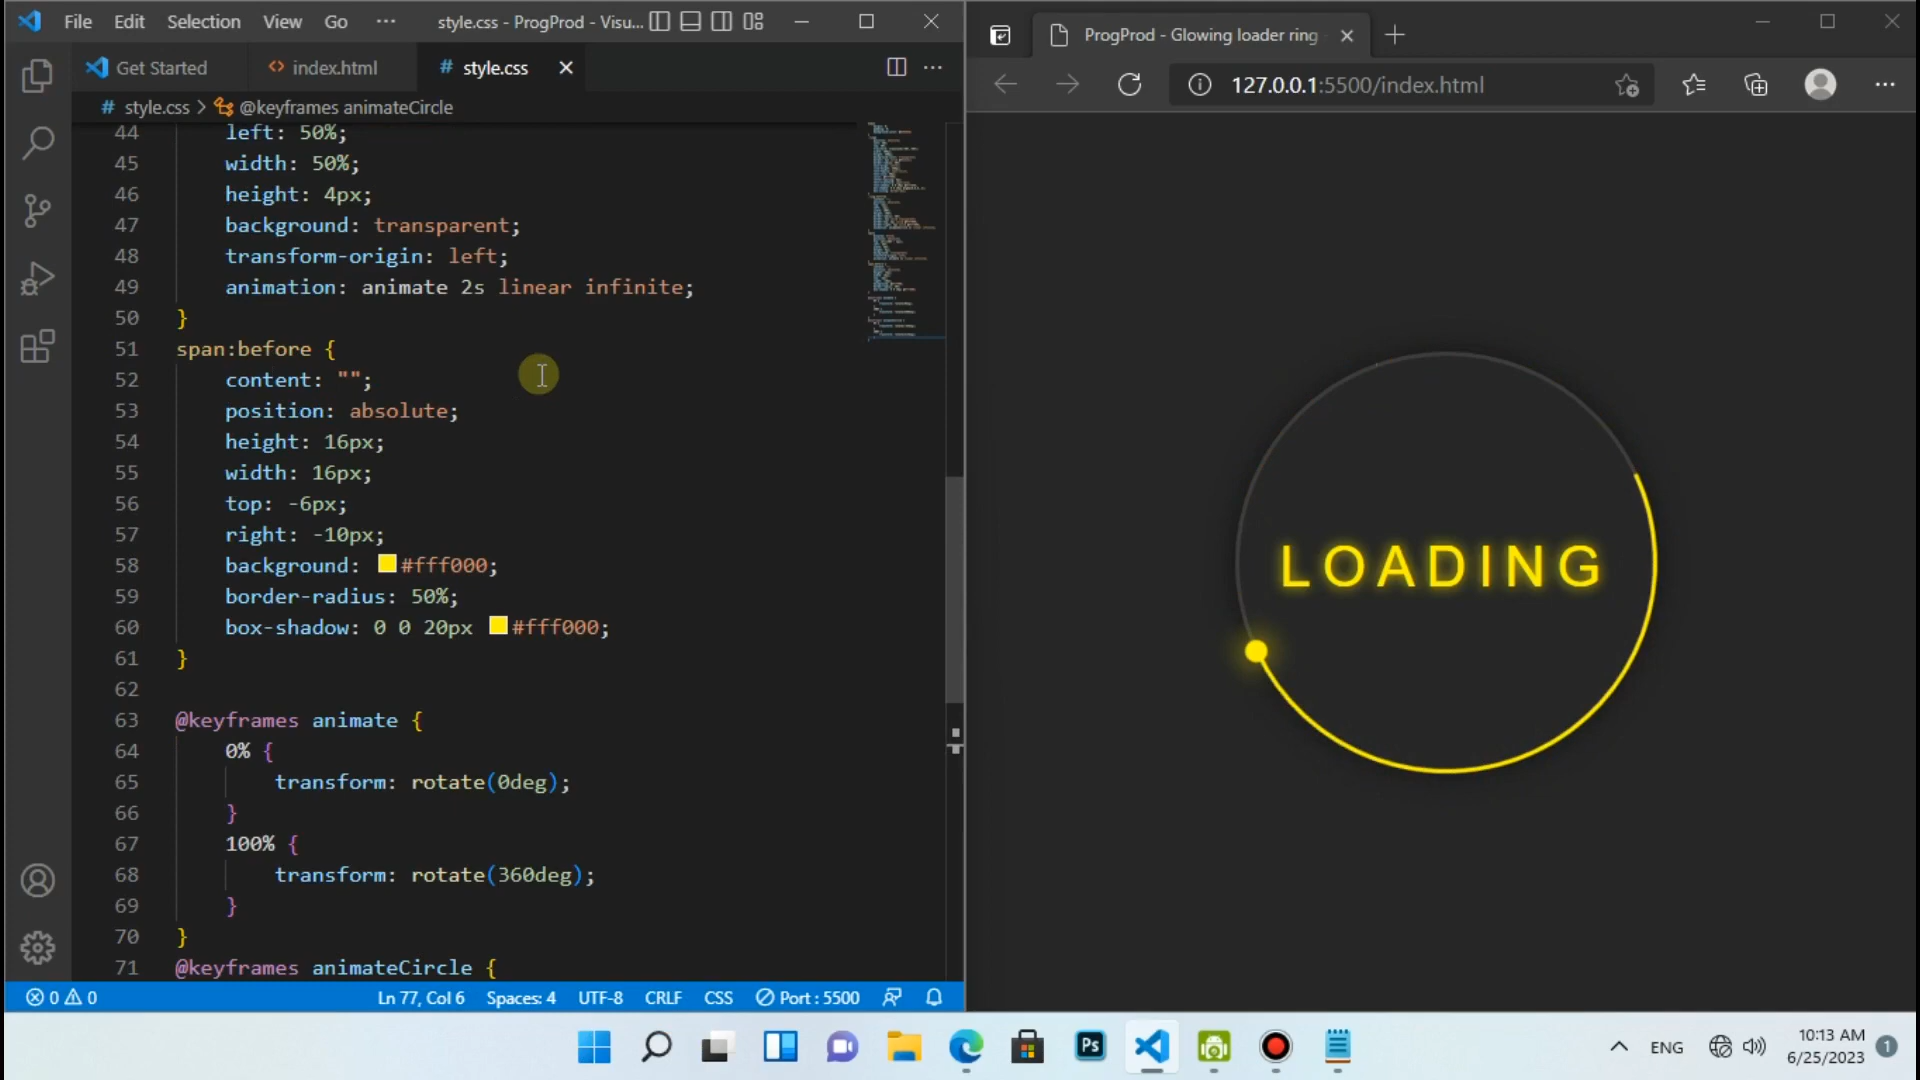 File Edit Selection View Go ··· style.css - ProgProd - Visu...
Get Started index.html # style.css
# style.css > @keyframes animateCircle
44 left: 50%;
45 width: 50%;
46 height: 4px;
47 background: transparent;
48 transform-origin: left;
49 animation: animate 2s linear infinite;
50 }
51 span:before {
52 content: "";
53 position: absolute;
54 height: 16px;
55 width: 16px;
56 top: -6px;
57 right: -10px;
58 background: #fff000;
59 border-radius: 50%;
60 box-shadow: 0 0 20px #fff000;
61 }
62
63 @keyframes animate {
64 0% {
65 transform: rotate(0deg);
66 }
67 100% {
68 transform: rotate(360deg);
69 }
70 }
71 @keyframes animateCircle {
0 0 Ln 77, Col 6 Spaces: 4 UTF-8 CRLF CSS Port : 5500
ProgProd - Glowing loader ring
127.0.0.1:5500/index.html
LOADING
Ps
ENG
10:13 AM
6/25/2023
1